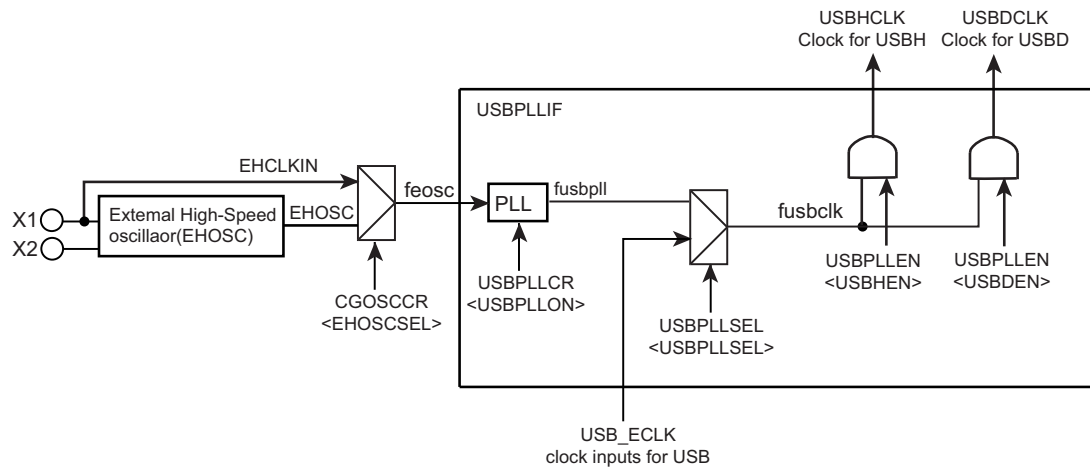 USBHCLK
Clock for USBH
USBDCLK
Clock for USBD
USBPLLIF
EHCLKIN
feosc
PLL
fusbpll
X1
X2
External High-Speed
oscillaor(EHOSC)
EHOSC
fusbclk
CGOSCCR
<EHOSCSEL>
USBPLLCR
<USBPLLON>
USBPLLSEL
<USBPLLSEL>
USBPLLEN
<USBHEN>
USBPLLEN
<USBDEN>
USB_ECLK
clock inputs for USB